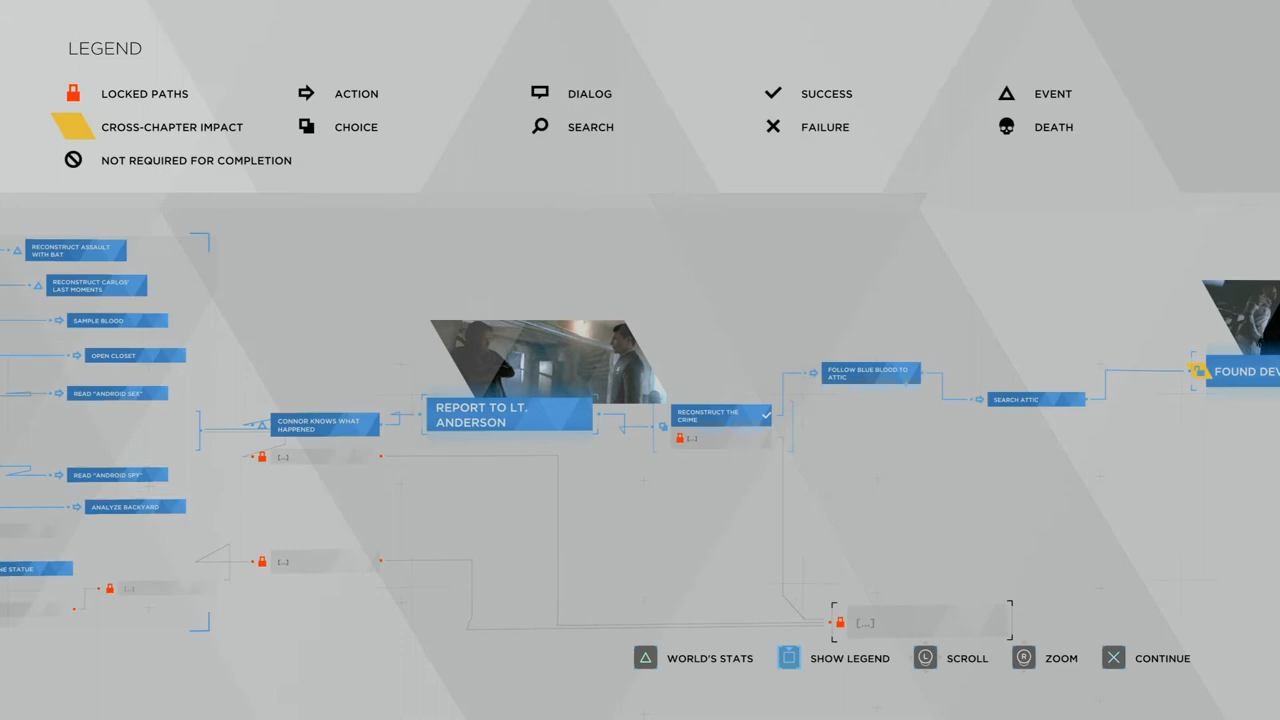 LEGEND
LOCKED PATHS
ACTION
DIALOG
SUCCESS
EVENT
CROSS-CHAPTER IMPACT
CHOICE
SEARCH
FAILURE
DEATH
NOT REQUIRED FOR COMPLETION
RECONSTRUCT ASSAULT
WITH BAT
RECONSTRUCT CARLOS'
LAST MOMENTS
SAMPLE BLOOD
OPEN CLOSET
READ "ANDROID SEX"
READ "ANDROID SPY"
ANALYZE BACKYARD
NE STATUE
[...]
CONNOR KNOWS WHAT
HAPPENED
[...]
[...]
REPORT TO LT.
ANDERSON
RECONSTRUCT THE
CRIME
[...]
FOLLOW BLUE BLOOD TO
ATTIC
SEARCH ATTIC
FOUND DEV
[...]
WORLD'S STATS
SHOW LEGEND
L
SCROLL
R
ZOOM
CONTINUE